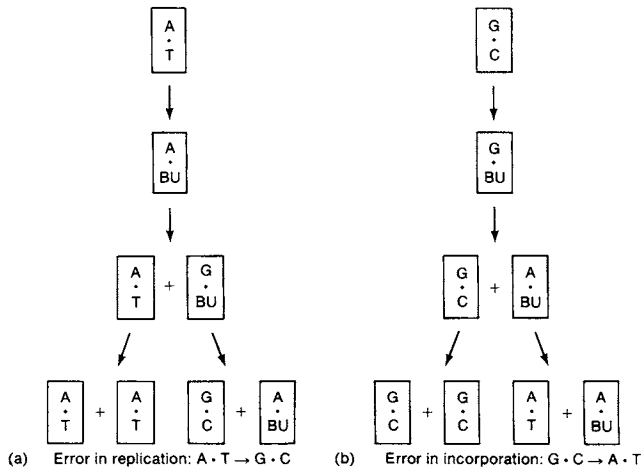 A
·
T
A
·
BU
A
·
T
+
G
·
BU
A
·
T
+
A
·
T
G
·
C
+
A
·
BU
(a) Error in replication: A · T → G · C
G
·
C
G
·
BU
G
·
C
+
A
·
BU
G
·
C
+
G
·
C
A
·
T
+
A
·
BU
(b) Error in incorporation: G · C → A · T